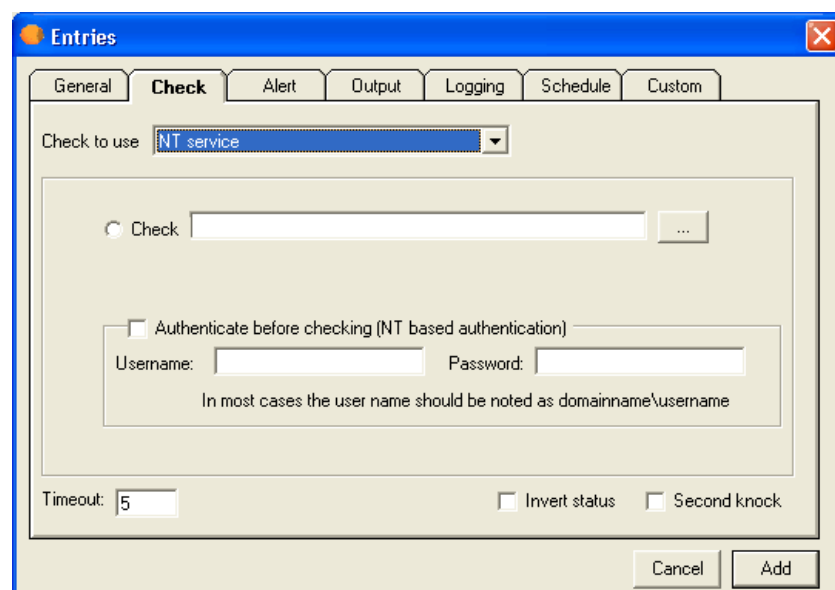 Entries
General Check Alert Output Logging Schedule Custom
Check to use NT service
Check ...
Authenticate before checking (NT based authentication)
Username: Password:
In most cases the user name should be noted as domainname\username
Timeout: 5 Invert status Second knock
Cancel Add